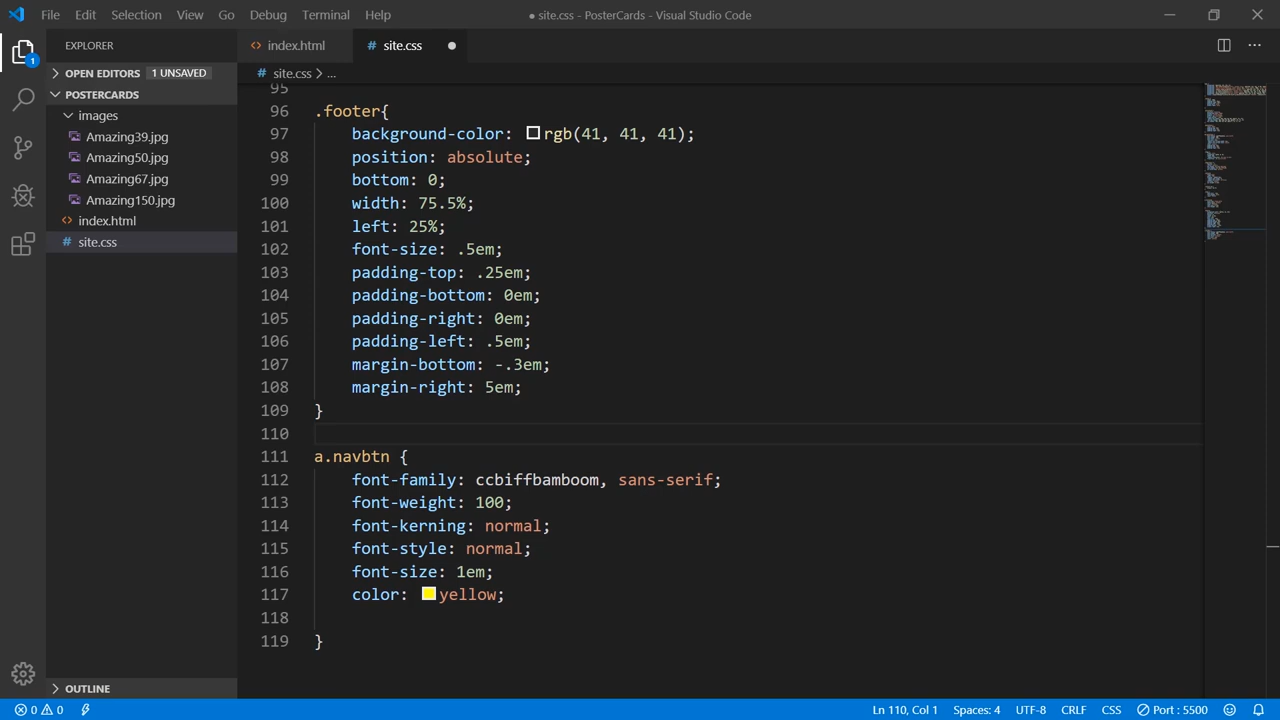 File Edit Selection View Go Debug Terminal Help ● site.css - PosterCards - Visual Studio Code
EXPLORER
index.html
# site.css
1
OPEN EDITORS 1 UNSAVED
# site.css > ...
POSTERCARDS
images
Amazing39.jpg
Amazing50.jpg
Amazing67.jpg
Amazing150.jpg
index.html
# site.css
95
96 .footer{
97 background-color: rgb(41, 41, 41);
98 position: absolute;
99 bottom: 0;
100 width: 75.5%;
101 left: 25%;
102 font-size: .5em;
103 padding-top: .25em;
104 padding-bottom: 0em;
105 padding-right: 0em;
106 padding-left: .5em;
107 margin-bottom: -.3em;
108 margin-right: 5em;
109 }
110
111 a.navbtn {
112 font-family: ccbiffbamboom, sans-serif;
113 font-weight: 100;
114 font-kerning: normal;
115 font-style: normal;
116 font-size: 1em;
117 color: yellow;
118
119 }
OUTLINE
0 0 Ln 110, Col 1 Spaces: 4 UTF-8 CRLF CSS Port : 5500